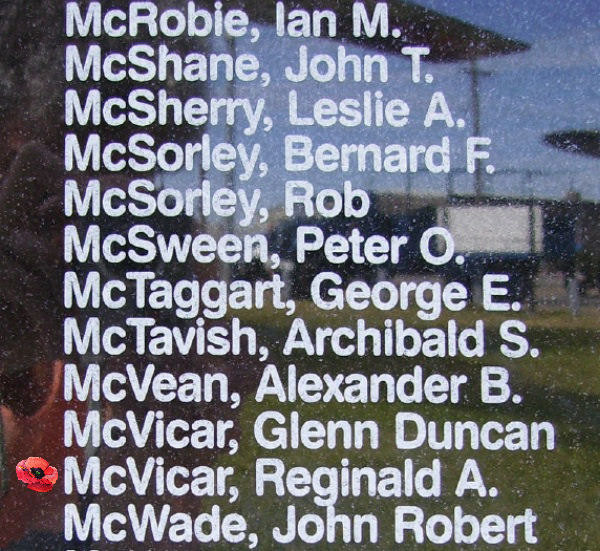 McRobie, Ian M.
McShane, John T.
McSherry, Leslie A.
McSorley, Bernard F.
McSorley, Rob
McSween, Peter O.
McTaggart, George E.
McTavish, Archibald S.
McVean, Alexander B.
McVicar, Glenn Duncan
McVicar, Reginald A.
McWade, John Robert